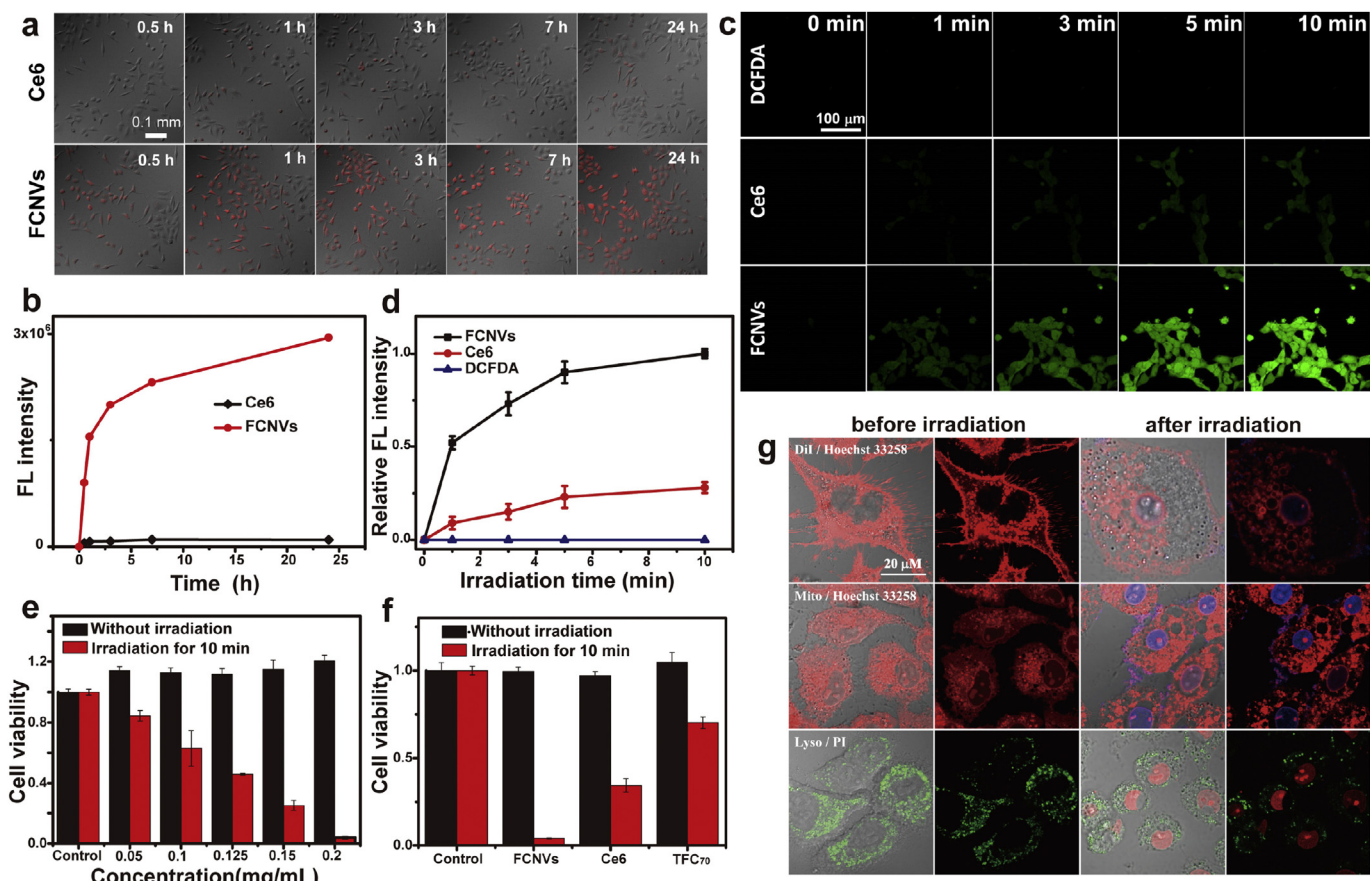 a
0.5 h 1 h 3 h 7 h 24 h
Ce6
0.1 mm
0.5 h 1 h 3 h 7 h 24 h
FCNVs
c
0 min 1 min 3 min 5 min 10 min
DCFDA
100 µm
Ce6
FCNVs
b
3x10⁶
0
FL intensity
Ce6
FCNVs
0 5 10 15 20 25
Time (h)
d
FCNVs
Ce6
DCFDA
1.0
0.5
0.0
Relative FL intensity
0 2 4 6 8 10
Irradiation time (min)
e
Without irradiation
Irradiation for 10 min
1.2
0.8
0.4
0.0
Cell viability
Control 0.05 0.1 0.125 0.15 0.2
Concentration(mg/mL)
f
Without irradiation
Irradiation for 10 min
1.0
0.5
0.0
Cell viability
Control FCNVs Ce6 TFC₇₀
g
before irradiation after irradiation
DiI / Hoechst 33258
20 µM
Mito / Hoechst 33258
Lyso / PI